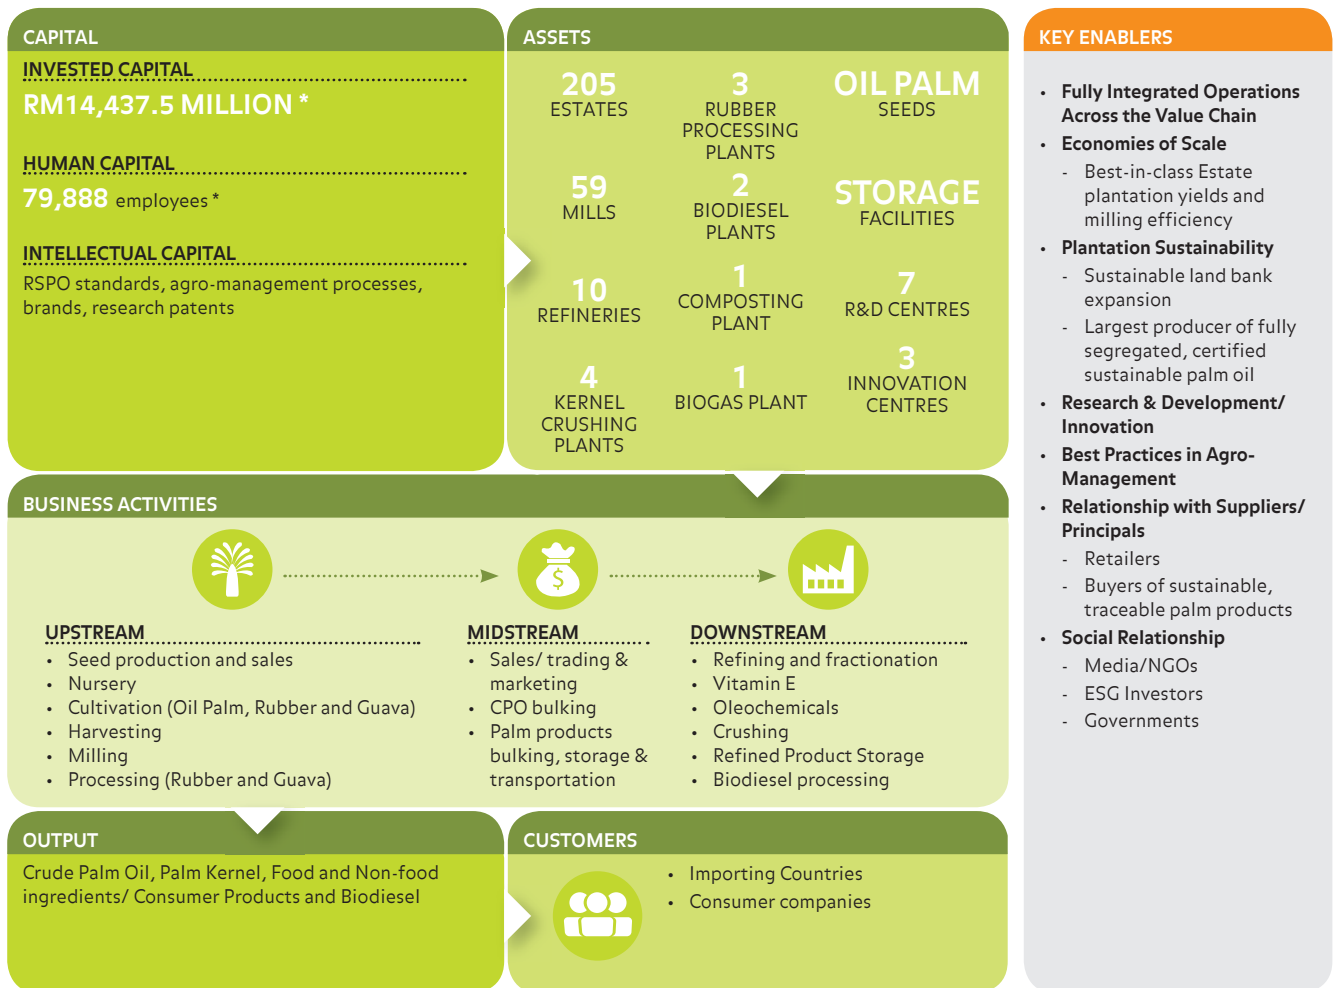 CAPITAL
INVESTED CAPITAL
RM14,437.5 MILLION *
HUMAN CAPITAL
79,888 employees *
INTELLECTUAL CAPITAL
RSPO standards, agro-management processes,
brands, research patents
ASSETS
205
ESTATES
59
MILLS
10
REFINERIES
4
KERNEL
CRUSHING
PLANTS
3
RUBBER
PROCESSING
PLANTS
2
BIODIESEL
PLANTS
1
COMPOSTING
PLANT
1
BIOGAS PLANT
OIL PALM
SEEDS
STORAGE
FACILITIES
7
R&D CENTRES
3
INNOVATION
CENTRES
BUSINESS ACTIVITIES
$
UPSTREAM
• Seed production and sales
• Nursery
• Cultivation (Oil Palm, Rubber and Guava)
• Harvesting
• Milling
• Processing (Rubber and Guava)
MIDSTREAM
• Sales/ trading &
marketing
• CPO bulking
• Palm products
bulking, storage &
transportation
DOWNSTREAM
• Refining and fractionation
• Vitamin E
• Oleochemicals
• Crushing
• Refined Product Storage
• Biodiesel processing
OUTPUT
Crude Palm Oil, Palm Kernel, Food and Non-food
ingredients/ Consumer Products and Biodiesel
CUSTOMERS
• Importing Countries
• Consumer companies
KEY ENABLERS
• Fully Integrated Operations
Across the Value Chain
• Economies of Scale
- Best-in-class Estate
plantation yields and
milling efficiency
• Plantation Sustainability
- Sustainable land bank
expansion
- Largest producer of fully
segregated, certified
sustainable palm oil
• Research & Development/
Innovation
• Best Practices in Agro-
Management
• Relationship with Suppliers/
Principals
- Retailers
- Buyers of sustainable,
traceable palm products
• Social Relationship
- Media/NGOs
- ESG Investors
- Governments